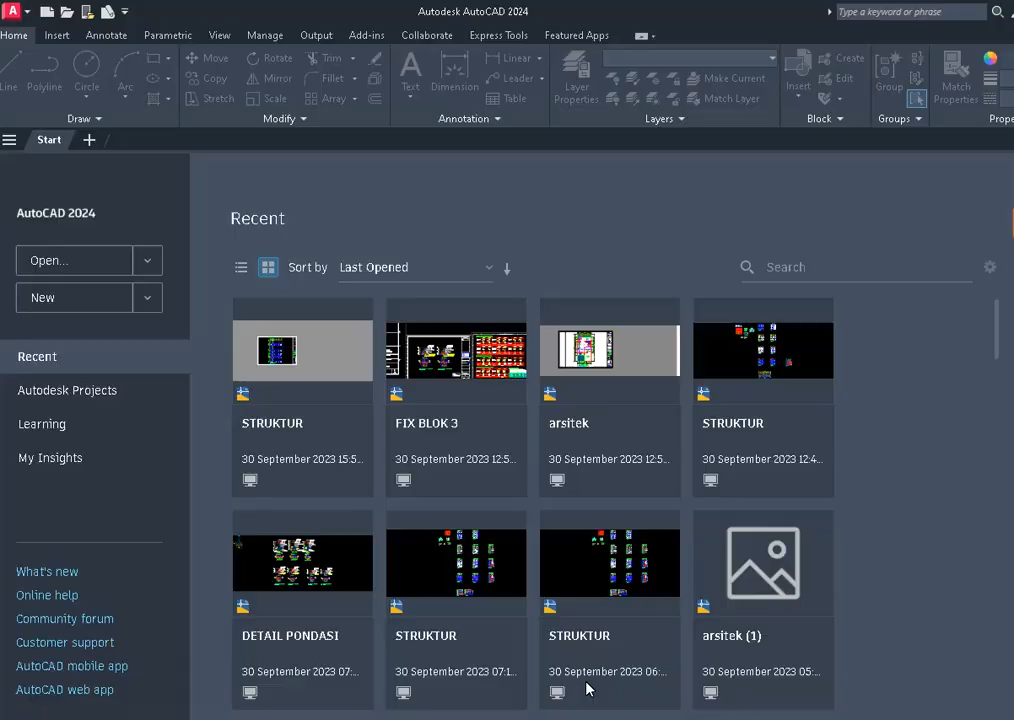 A
Autodesk AutoCAD 2024
Type a keyword or phrase
Home Insert Annotate Parametric View Manage Output Add-ins Collaborate Express Tools Featured Apps
Line Polyline Circle Arc
Move Rotate Trim
Copy Mirror Fillet
Stretch Scale Array
A Text Dimension
Linear
Leader
Table
Layer Properties
Make Current
Match Layer
Insert
Create
Edit
Group
Match Properties
Draw Modify Annotation Layers Block Groups Prope
Start
AutoCAD 2024
Open...
New
Recent
Autodesk Projects
Learning
My Insights
What's new
Online help
Community forum
Customer support
AutoCAD mobile app
AutoCAD web app
Recent
Sort by Last Opened
Search
STRUKTUR
30 September 2023 15:5...
FIX BLOK 3
30 September 2023 12:5...
arsitek
30 September 2023 12:5...
STRUKTUR
30 September 2023 12:4...
DETAIL PONDASI
30 September 2023 07:...
STRUKTUR
30 September 2023 07:1...
STRUKTUR
30 September 2023 06:...
arsitek (1)
30 September 2023 05:...